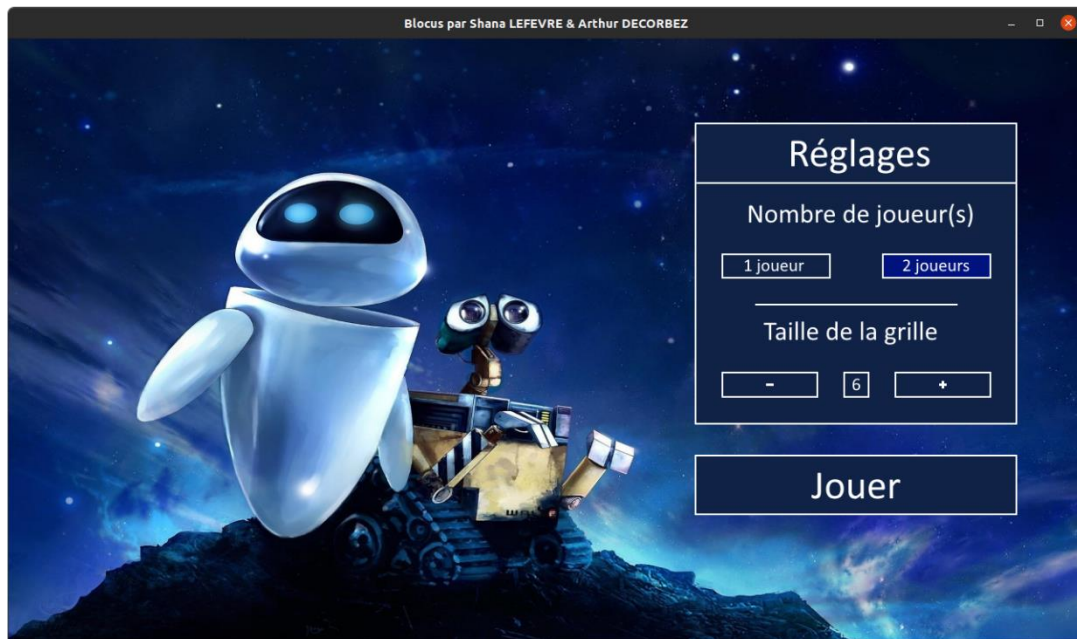 Blocus par Shana LEFEVRE & Arthur DECORBEZ
Réglages
Nombre de joueur(s)
1 joueur 2 joueurs
Taille de la grille
- 6 +
Jouer
WALL